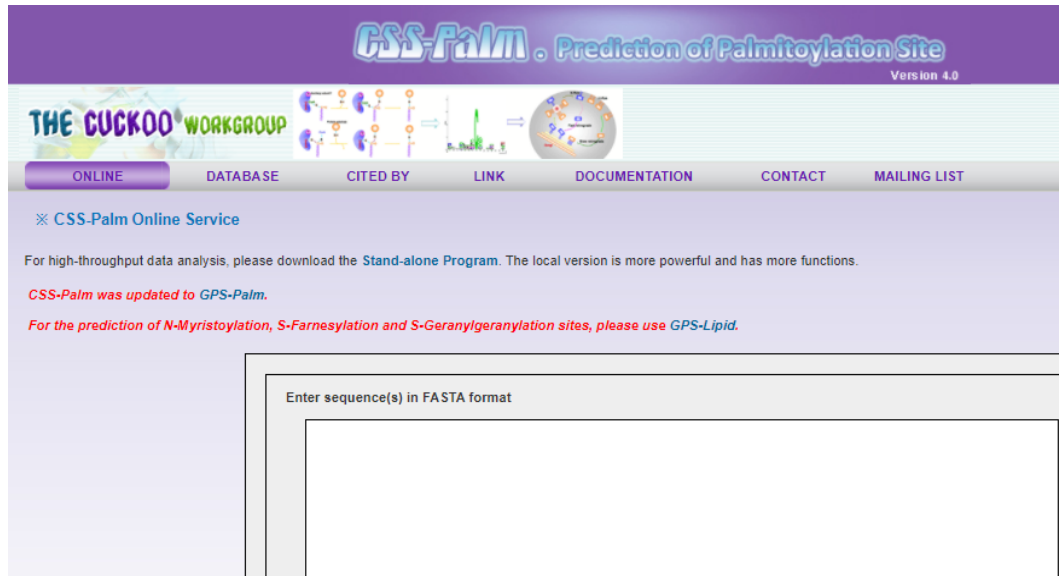 CSS-Palm . Prediction of Palmitoylation Site
Version 4.0
THE CUCKOO WORKGROUP
ONLINE DATABASE CITED BY LINK DOCUMENTATION CONTACT MAILING LIST
※ CSS-Palm Online Service
For high-throughput data analysis, please download the Stand-alone Program. The local version is more powerful and has more functions.
CSS-Palm was updated to GPS-Palm.
For the prediction of N-Myristoylation, S-Farnesylation and S-Geranylgeranylation sites, please use GPS-Lipid.
Enter sequence(s) in FASTA format